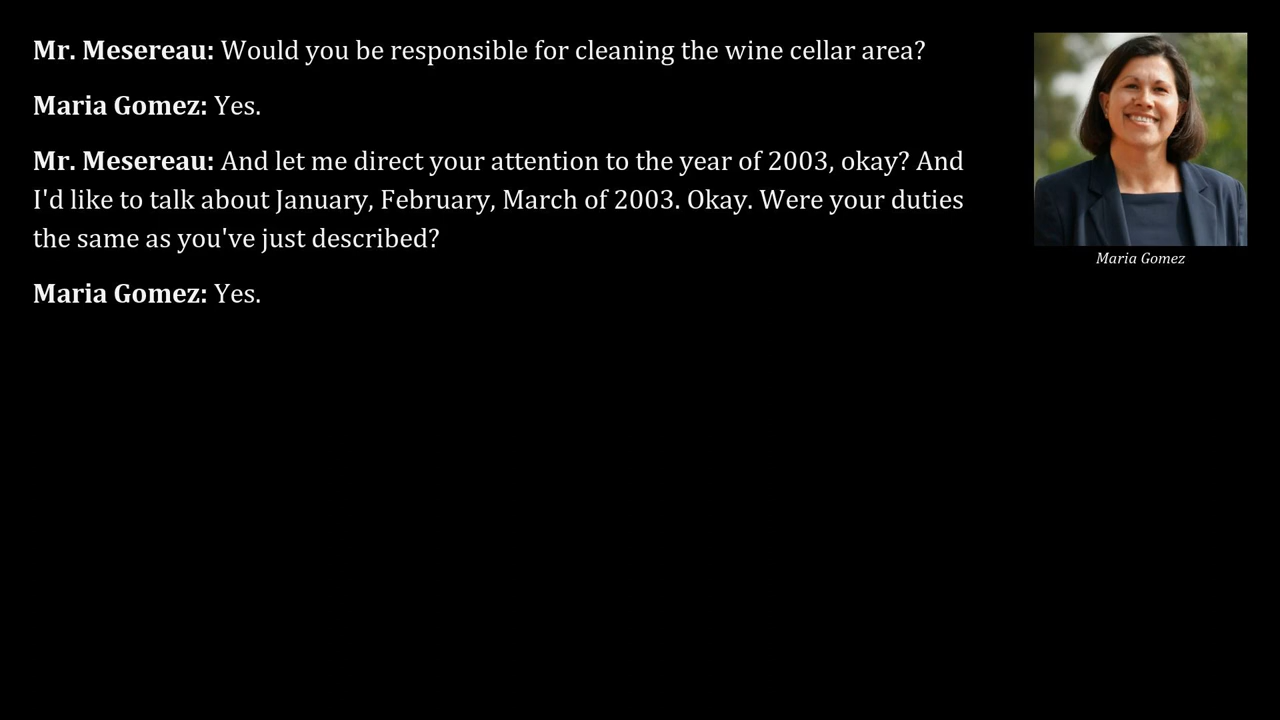 Mr. Mesereau: Would you be responsible for cleaning the wine cellar area?
Maria Gomez: Yes.
Mr. Mesereau: And let me direct your attention to the year of 2003, okay? And
I'd like to talk about January, February, March of 2003. Okay. Were your duties
the same as you've just described?
Maria Gomez: Yes.
Maria Gomez